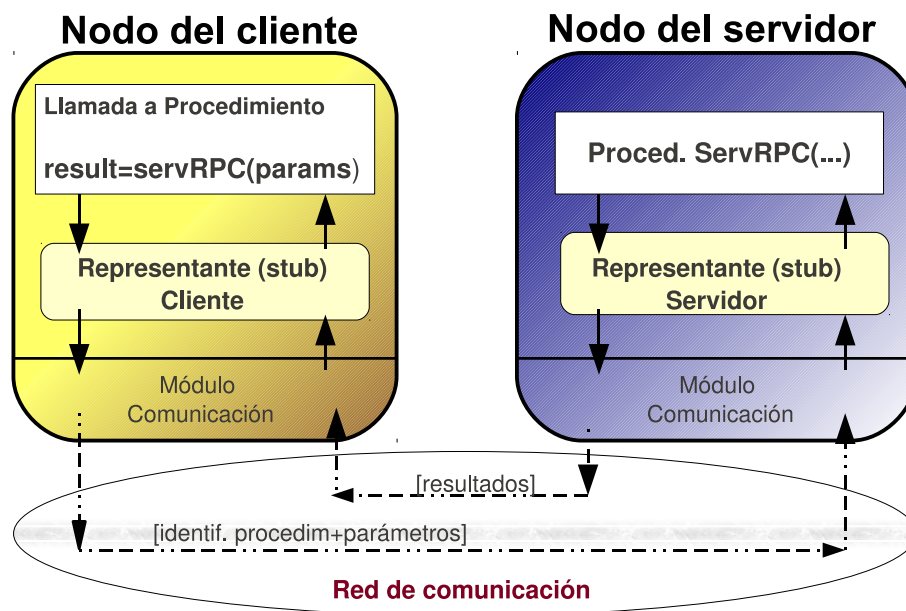 Nodo del cliente
Nodo del servidor
Llamada a Procedimiento
result=servRPC(params)
Proced. ServRPC(...)
Representante (stub)
Cliente
Representante (stub)
Servidor
Módulo
Comunicación
Módulo
Comunicación
[resultados]
[identif. procedim+parámetros]
Red de comunicación